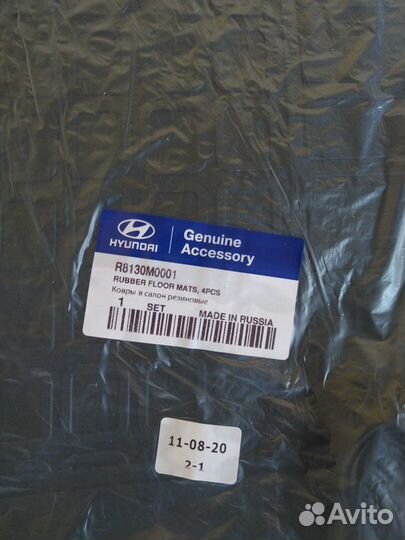 HYUNDAI
Genuine
Accessory
R8130M0001
RUBBER FLOOR MATS, 4PCS
Ковры в салон резиновые
1 SET MADE IN RUSSIA
11-08-20
2-1
Avito